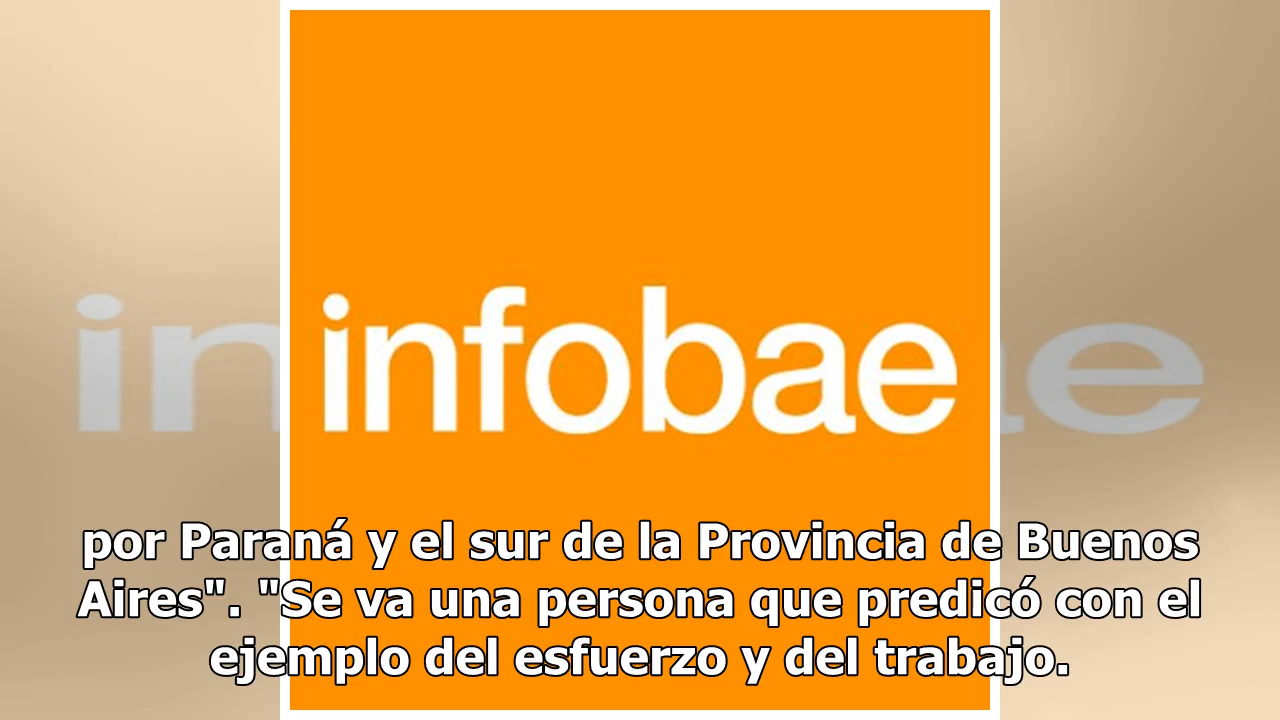 infobae
por Paraná y el sur de la Provincia de Buenos
Aires". "Se va una persona que predicó con el
ejemplo del esfuerzo y del trabajo.